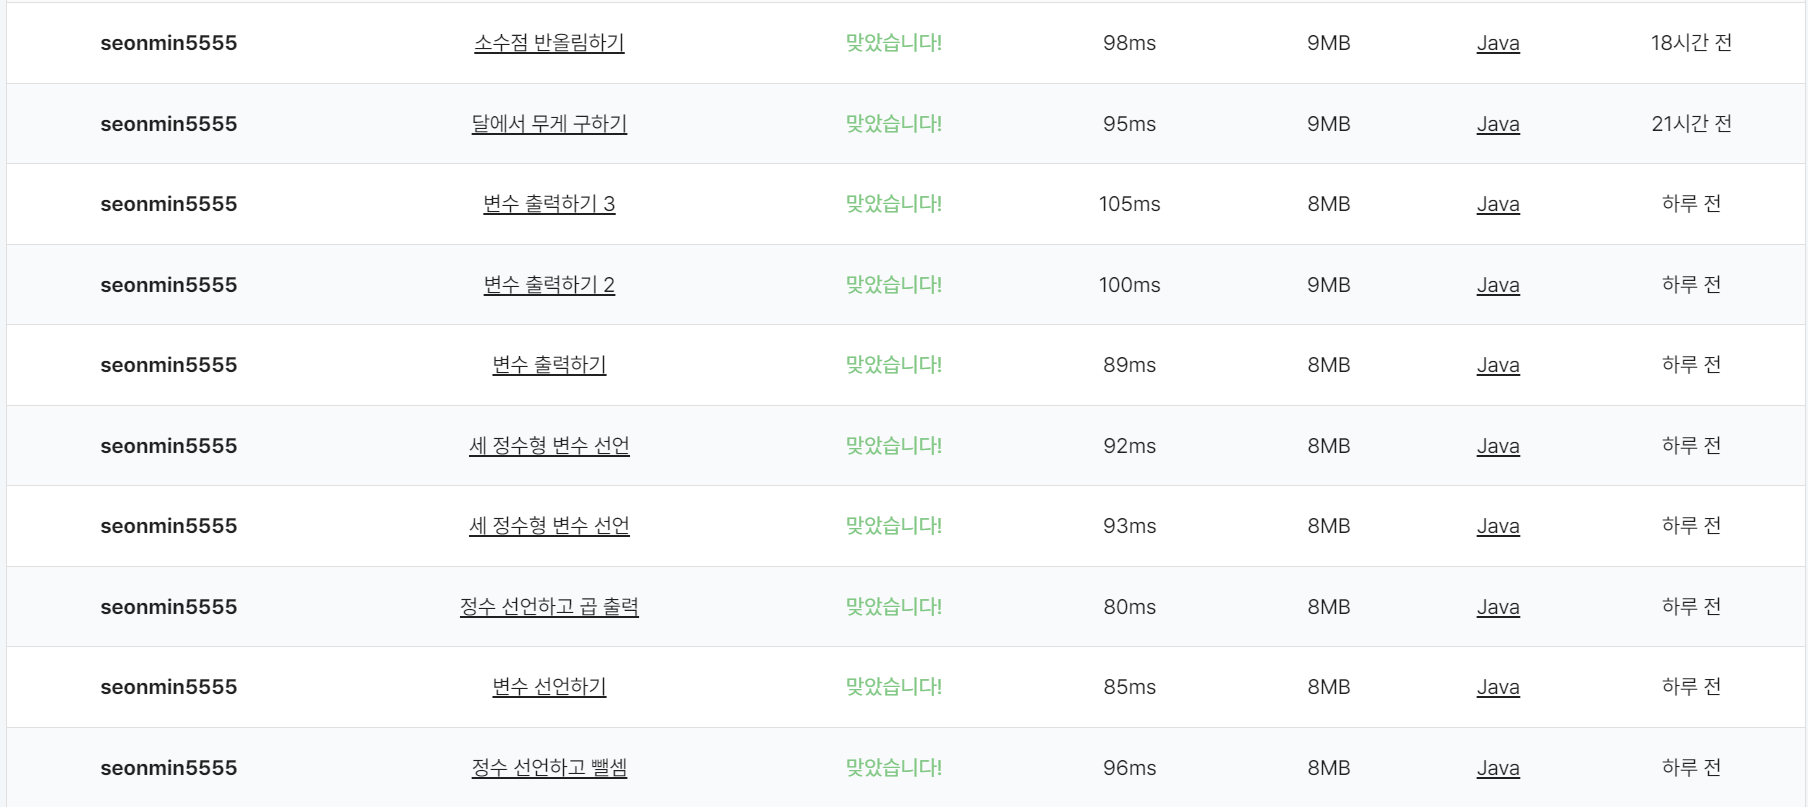 seonmin5555 소수점 반올림하기 맞았습니다! 98ms 9MB Java 18시간 전
seonmin5555 달에서 무게 구하기 맞았습니다! 95ms 9MB Java 21시간 전
seonmin5555 변수 출력하기 3 맞았습니다! 105ms 8MB Java 하루 전
seonmin5555 변수 출력하기 2 맞았습니다! 100ms 9MB Java 하루 전
seonmin5555 변수 출력하기 맞았습니다! 89ms 8MB Java 하루 전
seonmin5555 세 정수형 변수 선언 맞았습니다! 92ms 8MB Java 하루 전
seonmin5555 세 정수형 변수 선언 맞았습니다! 93ms 8MB Java 하루 전
seonmin5555 정수 선언하고 곱 출력 맞았습니다! 80ms 8MB Java 하루 전
seonmin5555 변수 선언하기 맞았습니다! 85ms 8MB Java 하루 전
seonmin5555 정수 선언하고 뺄셈 맞았습니다! 96ms 8MB Java 하루 전